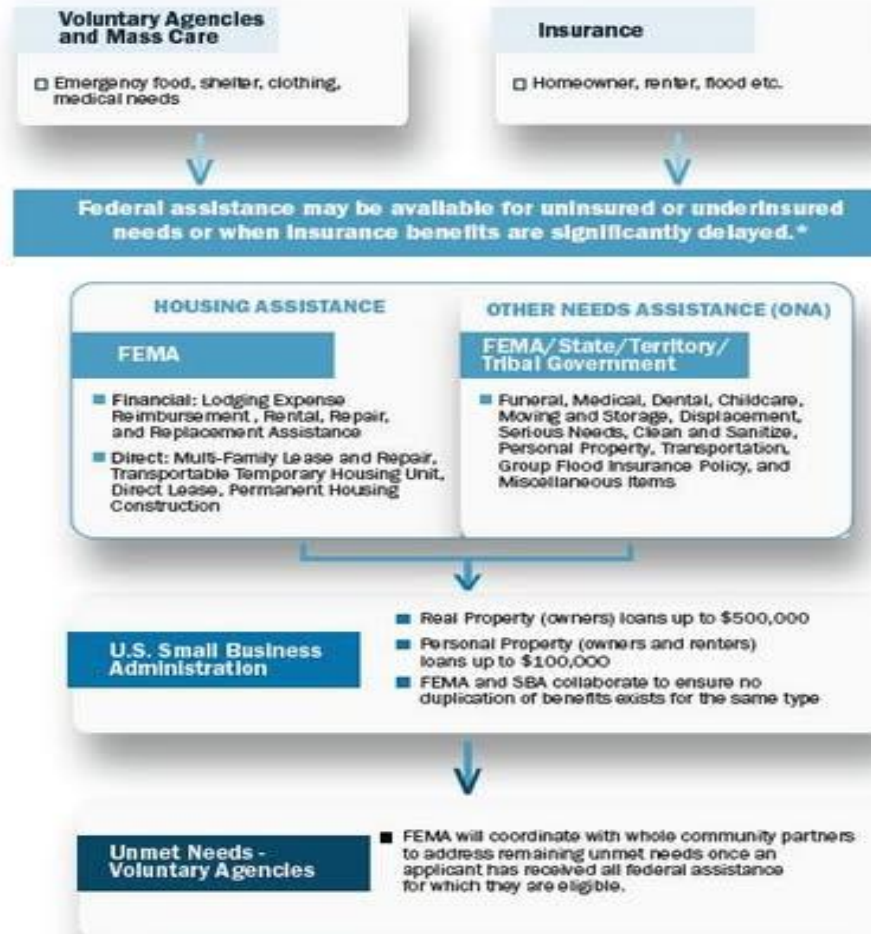 Voluntary Agencies
and Mass Care
Emergency food, shelter, clothing,
medical needs
Insurance
Homeowner, renter, flood etc.
Federal assistance may be available for uninsured or underinsured
needs or when insurance benefits are significantly delayed.*
HOUSING ASSISTANCE
FEMA
Financial: Lodging Expense
Reimbursement , Rental, Repair,
and Replacement Assistance
Direct: Multi-Family Lease and Repair,
Transportable Temporary Housing Unit,
Direct Lease, Permanent Housing
Construction
OTHER NEEDS ASSISTANCE (ONA)
FEMA/State/Territory/
Tribal Government
Funeral, Medical, Dental, Childcare,
Moving and Storage, Displacement,
Serious Needs, Clean and Sanitize,
Personal Property, Transportation,
Group Flood Insurance Policy, and
Miscellaneous Items
U.S. Small Business
Administration
Real Property (owners) loans up to $500,000
Personal Property (owners and renters)
loans up to $100,000
FEMA and SBA collaborate to ensure no
duplication of benefits exists for the same type
Unmet Needs -
Voluntary Agencies
FEMA will coordinate with whole community partners
to address remaining unmet needs once an
applicant has received all federal assistance
for which they are eligible.